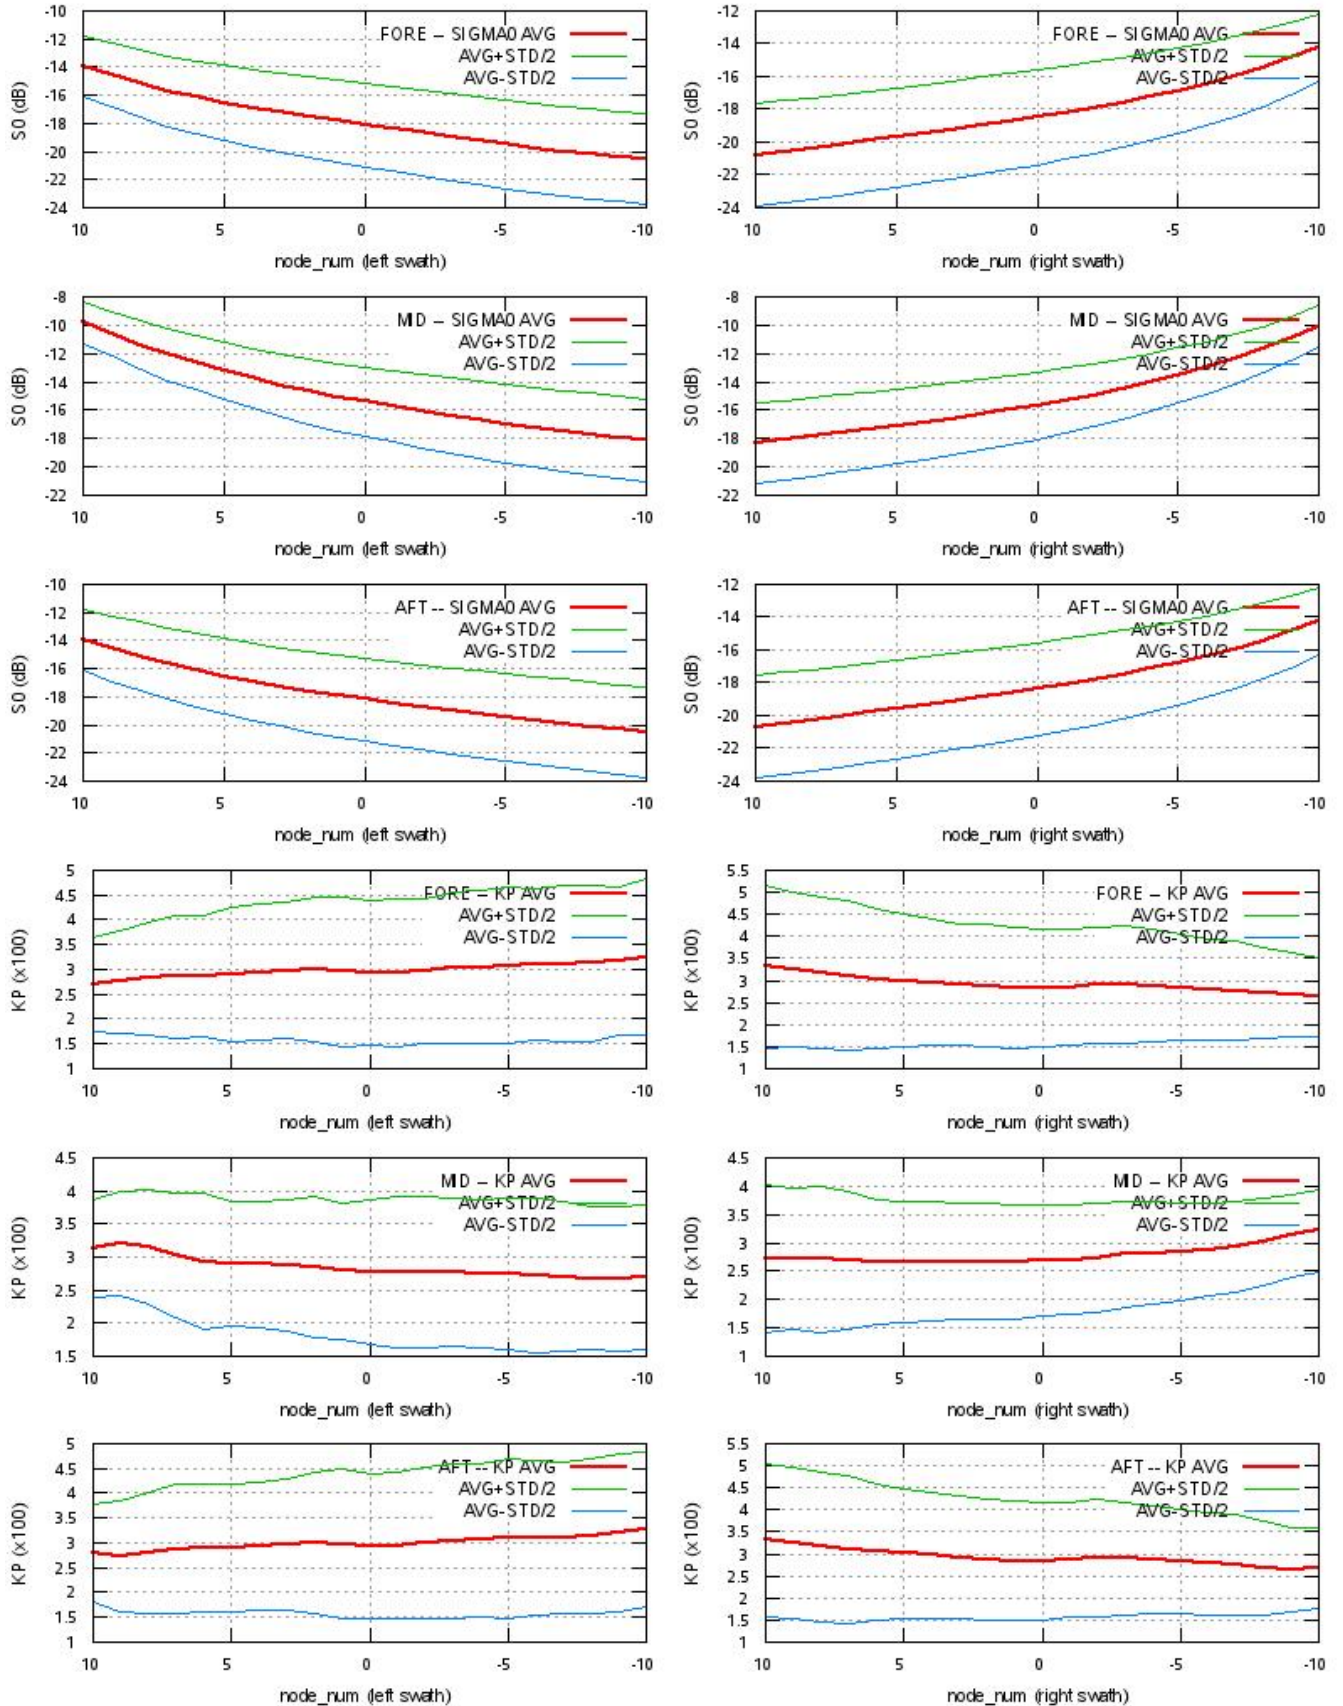 -10
-12
-14
-16
-18
-20
-22
-24
S0 (dB)
FORE -- SIGMA0 AVG
AVG+STD/2
AVG-STD/2
10 5 0 -5 -10
node_num (left swath)
-12
-14
-16
-18
-20
-22
-24
S0 (dB)
FORE -- SIGMA0 AVG
AVG+STD/2
AVG-STD/2
10 5 0 -5 -10
node_num (right swath)
-8
-10
-12
-14
-16
-18
-20
-22
S0 (dB)
MID -- SIGMA0 AVG
AVG+STD/2
AVG-STD/2
10 5 0 -5 -10
node_num (left swath)
-8
-10
-12
-14
-16
-18
-20
-22
S0 (dB)
MID -- SIGMA0 AVG
AVG+STD/2
AVG-STD/2
10 5 0 -5 -10
node_num (right swath)
-10
-12
-14
-16
-18
-20
-22
-24
S0 (dB)
AFT -- SIGMA0 AVG
AVG+STD/2
AVG-STD/2
10 5 0 -5 -10
node_num (left swath)
-12
-14
-16
-18
-20
-22
-24
S0 (dB)
AFT -- SIGMA0 AVG
AVG+STD/2
AVG-STD/2
10 5 0 -5 -10
node_num (right swath)
5
4.5
4
3.5
3
2.5
2
1.5
1
KP (x100)
FORE -- KP AVG
AVG+STD/2
AVG-STD/2
10 5 0 -5 -10
node_num (left swath)
5.5
5
4.5
4
3.5
3
2.5
2
1.5
1
KP (x100)
FORE -- KP AVG
AVG+STD/2
AVG-STD/2
10 5 0 -5 -10
node_num (right swath)
4.5
4
3.5
3
2.5
2
1.5
KP (x100)
MID -- KP AVG
AVG+STD/2
AVG-STD/2
10 5 0 -5 -10
node_num (left swath)
4.5
4
3.5
3
2.5
2
1.5
1
KP (x100)
MID -- KP AVG
AVG+STD/2
AVG-STD/2
10 5 0 -5 -10
node_num (right swath)
5
4.5
4
3.5
3
2.5
2
1.5
1
KP (x100)
AFT -- KP AVG
AVG+STD/2
AVG-STD/2
10 5 0 -5 -10
node_num (left swath)
5.5
5
4.5
4
3.5
3
2.5
2
1.5
1
KP (x100)
AFT -- KP AVG
AVG+STD/2
AVG-STD/2
10 5 0 -5 -10
node_num (right swath)